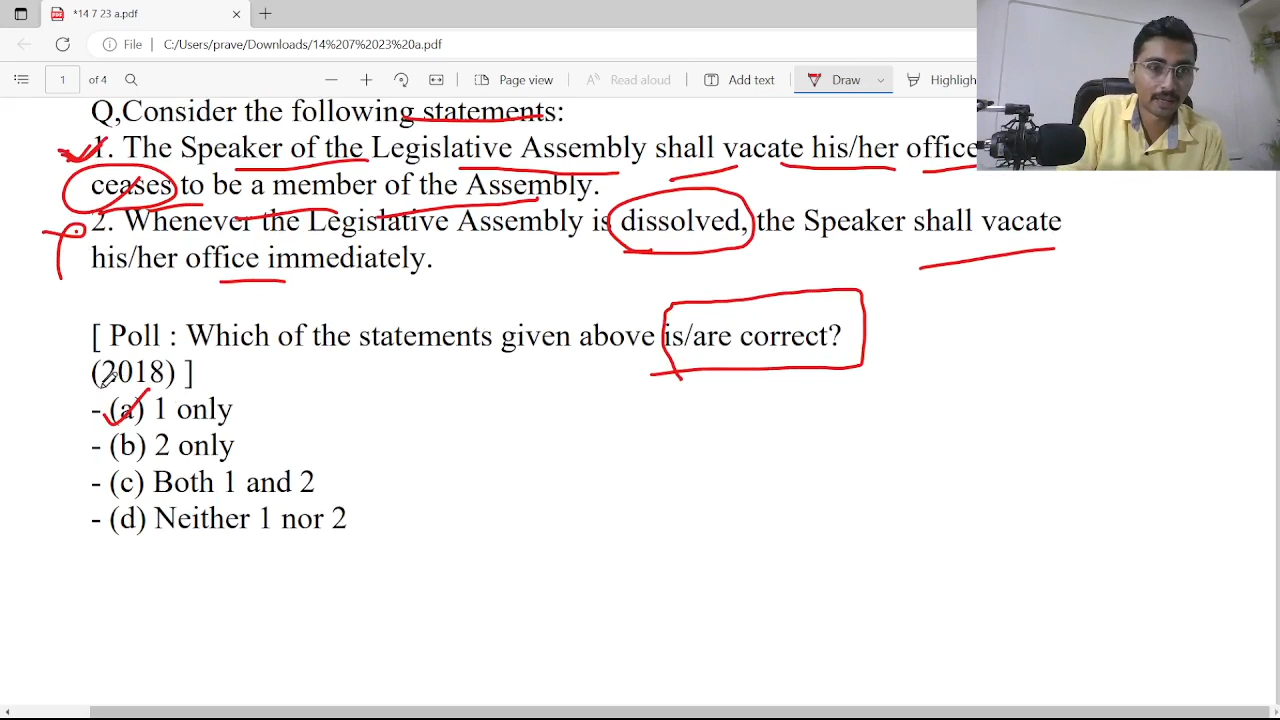 *14 7 23 a.pdf
File C:/Users/prave/Downloads/14%207%2023%20a.pdf
1 of 4 Page view Read aloud Add text Draw Highligh
Q,Consider the following statements:
1. The Speaker of the Legislative Assembly shall vacate his/her office
ceases to be a member of the Assembly.
2. Whenever the Legislative Assembly is dissolved, the Speaker shall vacate
his/her office immediately.
[ Poll : Which of the statements given above is/are correct?
(2018) ]
- (a) 1 only
- (b) 2 only
- (c) Both 1 and 2
- (d) Neither 1 nor 2